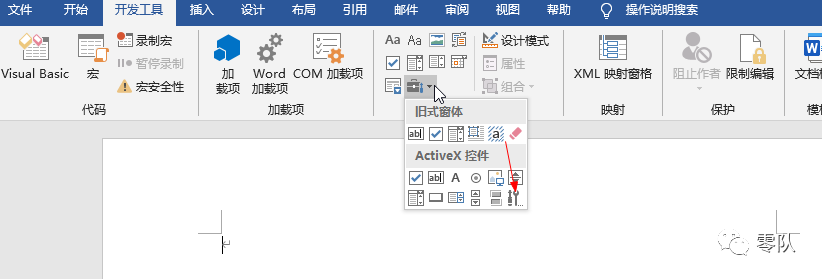 文件 开始 开发工具 插入 设计 布局 引用 邮件 审阅 视图 帮助 操作说明搜索
Visual Basic
宏
录制宏
暂停录制
宏安全性
代码
加
载项
Word
加载项
COM 加载项
加载项
Aa Aa
设计模式
属性
组合
XML 映射窗格
映射
阻止作者
限制编辑
保护
文档模
模板
旧式窗体
ab a
ActiveX 控件
ab A
零队